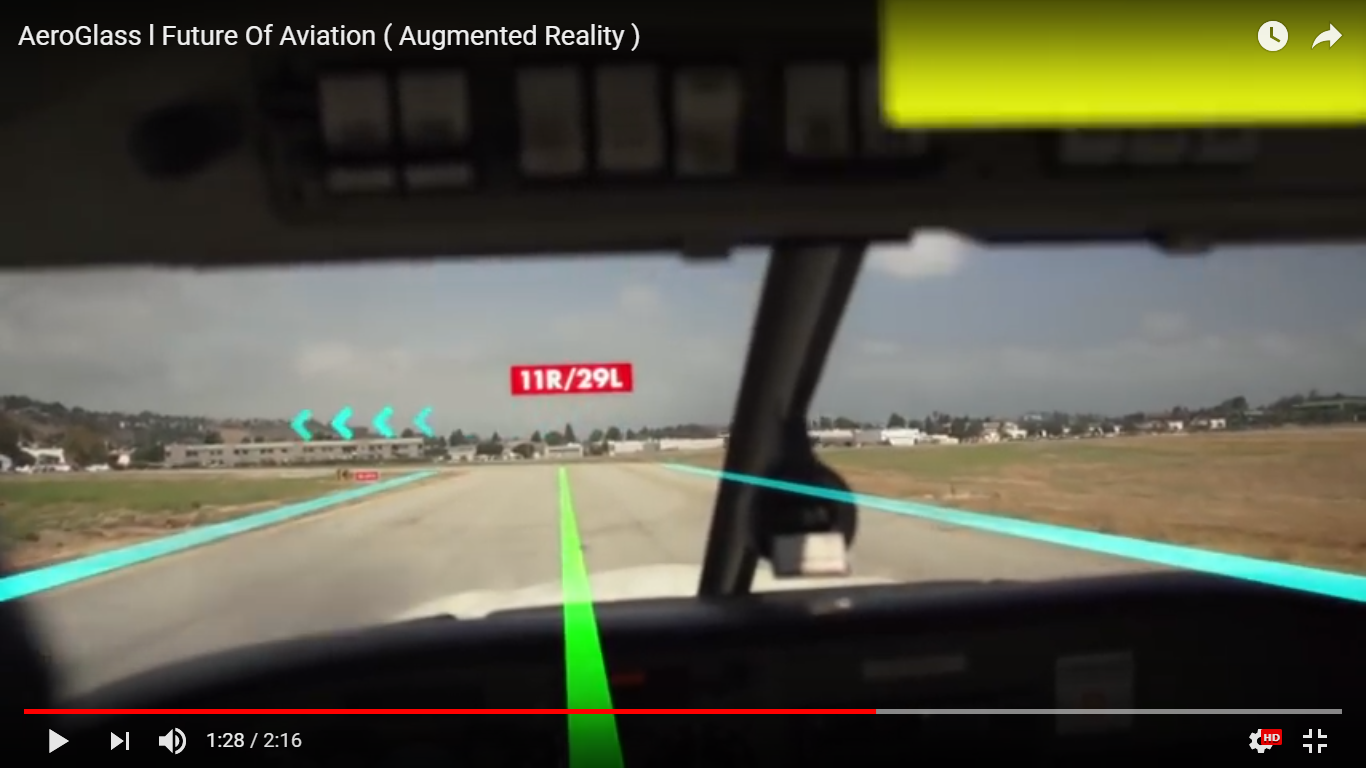 AeroGlass l Future Of Aviation ( Augmented Reality )
11R/29L
1:28 / 2:16
HD